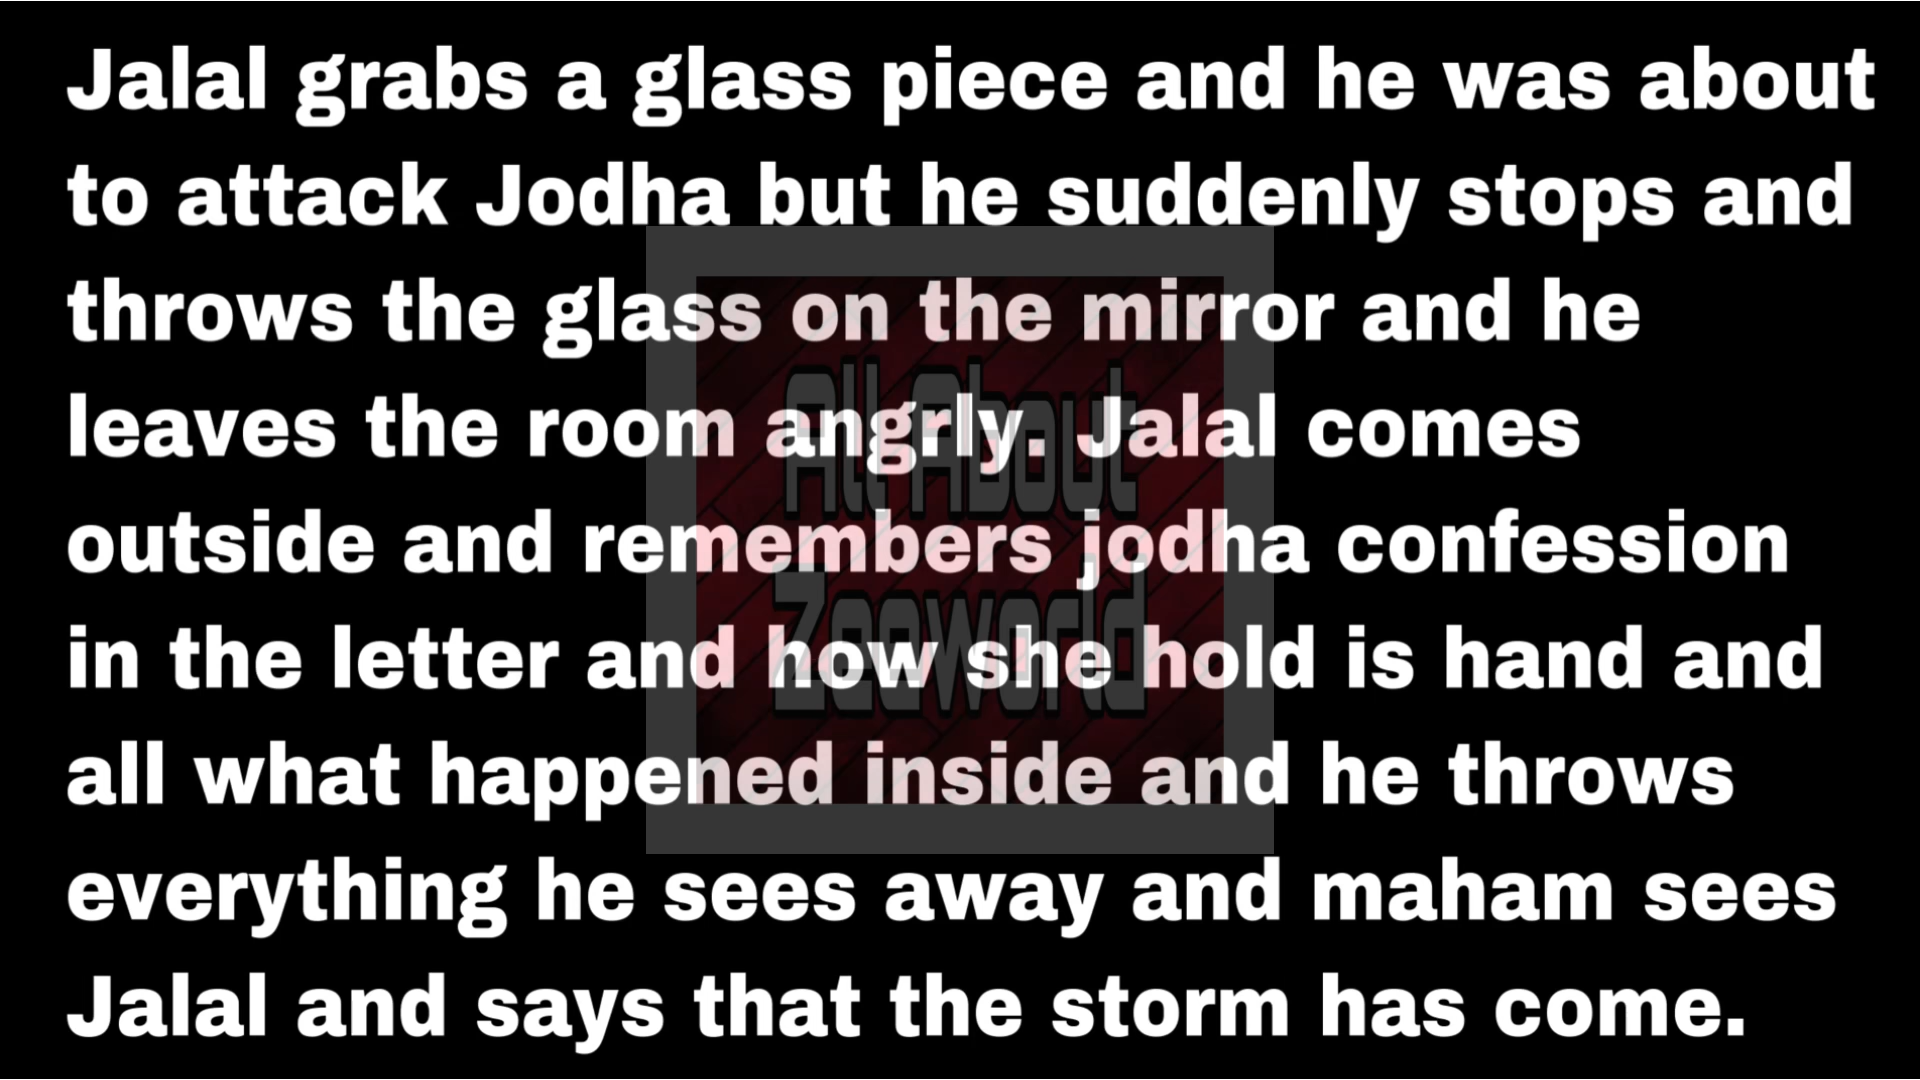 Jalal grabs a glass piece and he was about
to attack Jodha but he suddenly stops and
throws the glass on the mirror and he
leaves the room angrly. Jalal comes
outside and remembers jodha confession
in the letter and how she hold is hand and
all what happened inside and he throws
everything he sees away and maham sees
Jalal and says that the storm has come.
All About
Zeeworld